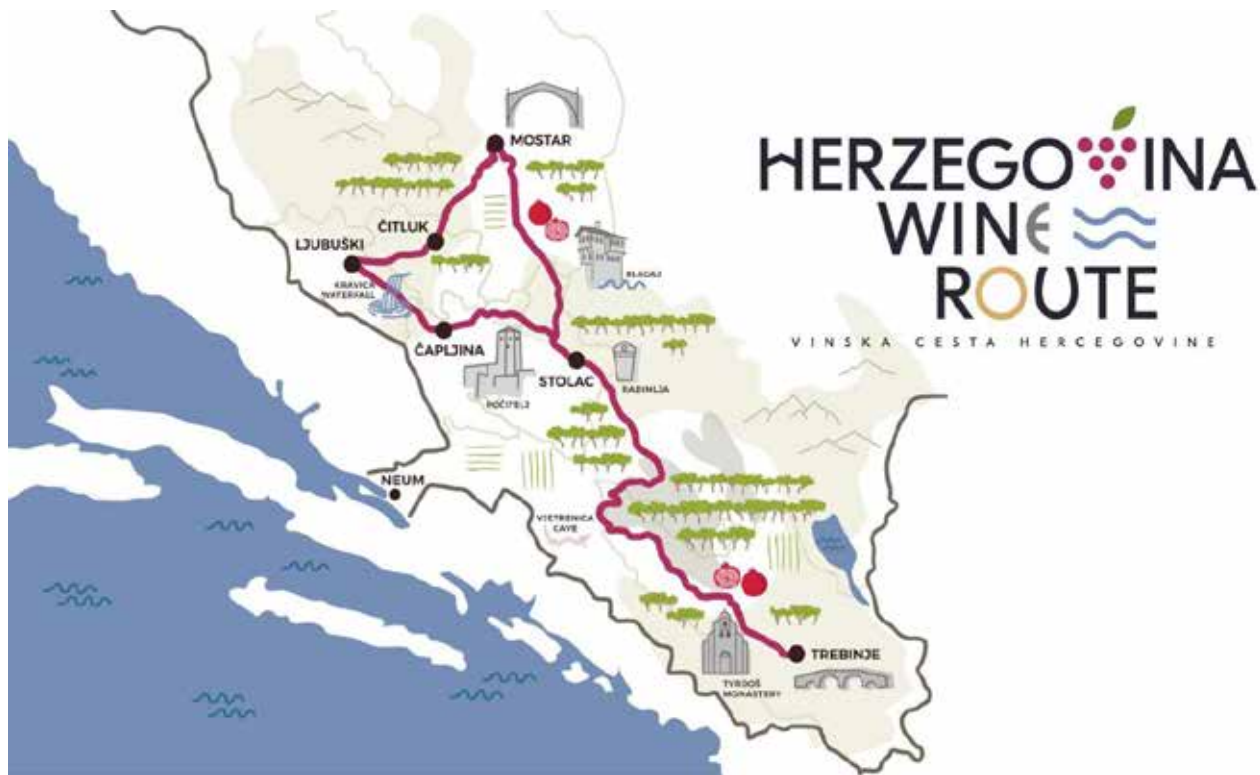 MOSTAR
ČITLUK
LJUBUŠKI
KRAVICA
WATERFALL
BLAGAJ
ČAPLJINA
STOLAC
POČITELJ
RADIMLJA
NEUM
VJETRENICA
CAVE
TREBINJE
TVRDOŠ
MONASTERY
HERZEGOVINA
WINE
ROUTE
VINSKA CESTA HERCEGOVINE